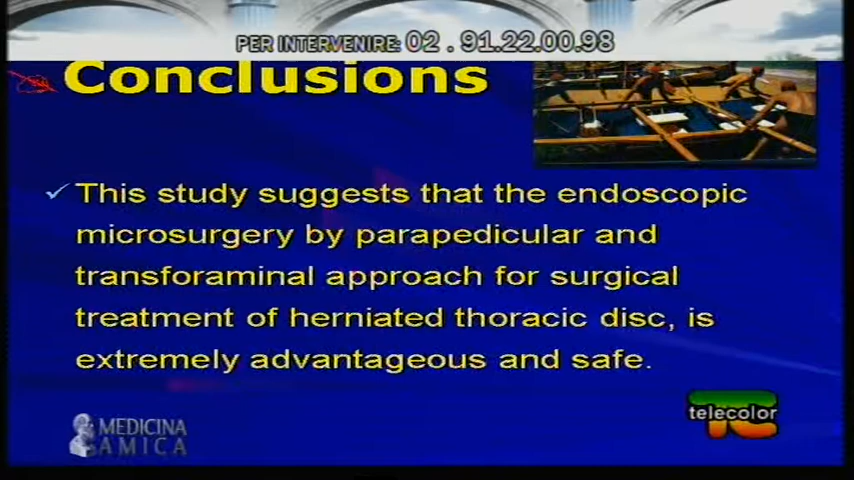 PER INTERVENIRE: 02 . 91.22.00.98
Conclusions
This study suggests that the endoscopic
microsurgery by parapedicular and
transforaminal approach for surgical
treatment of herniated thoracic disc, is
extremely advantageous and safe.
MEDICINA
AMICA
telecolor
TC